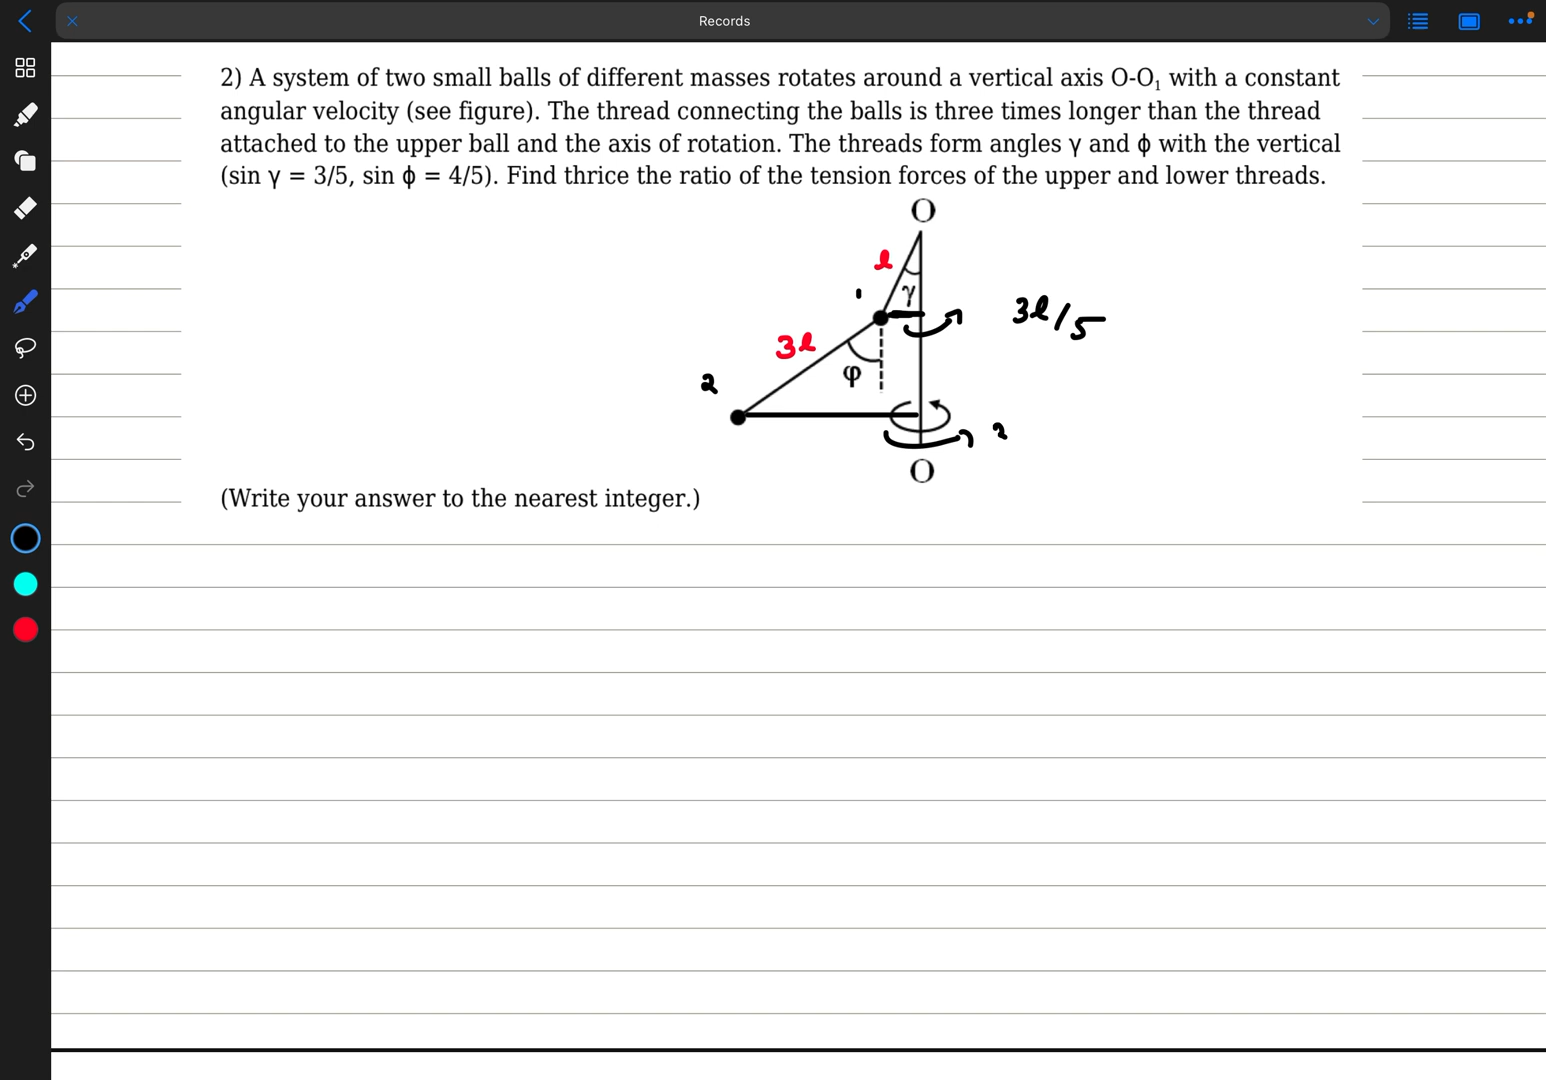 Records
2) A system of two small balls of different masses rotates around a vertical axis O-O₁ with a constant
angular velocity (see figure). The thread connecting the balls is three times longer than the thread
attached to the upper ball and the axis of rotation. The threads form angles γ and ϕ with the vertical
(sin γ = 3/5, sin ϕ = 4/5). Find thrice the ratio of the tension forces of the upper and lower threads.
O
l
γ
3l/5
3l
φ
2
2
O
(Write your answer to the nearest integer.)